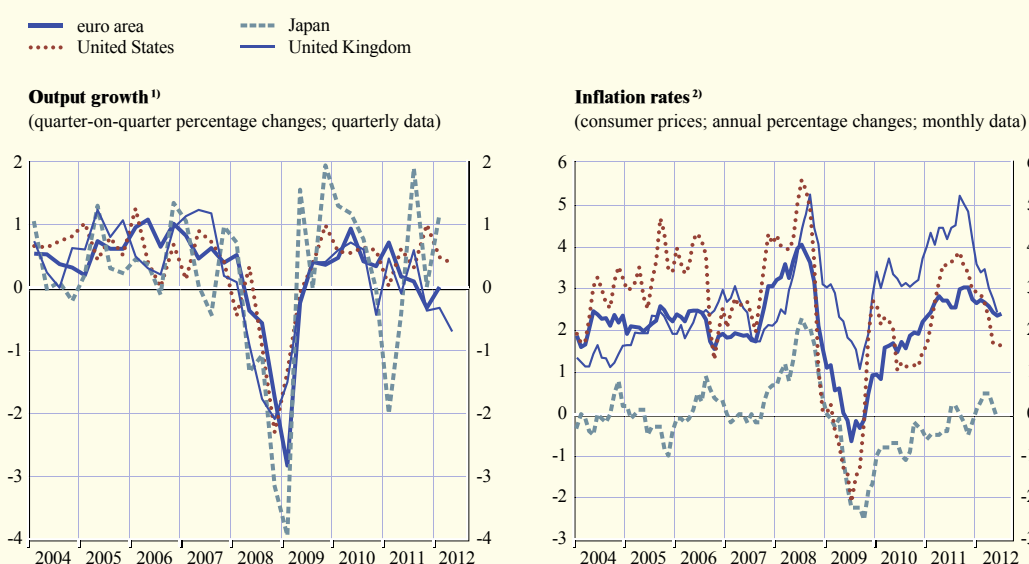 euro area
United States
Japan
United Kingdom
Output growth 1)
(quarter-on-quarter percentage changes; quarterly data)
2
1
0
-1
-2
-3
-4
2
1
0
-1
-2
-3
-4
2004 2005 2006 2007 2008 2009 2010 2011 2012
Inflation rates 2)
(consumer prices; annual percentage changes; monthly data)
6
5
4
3
2
1
0
-1
-2
-3
2004 2005 2006 2007 2008 2009 2010 2011 2012